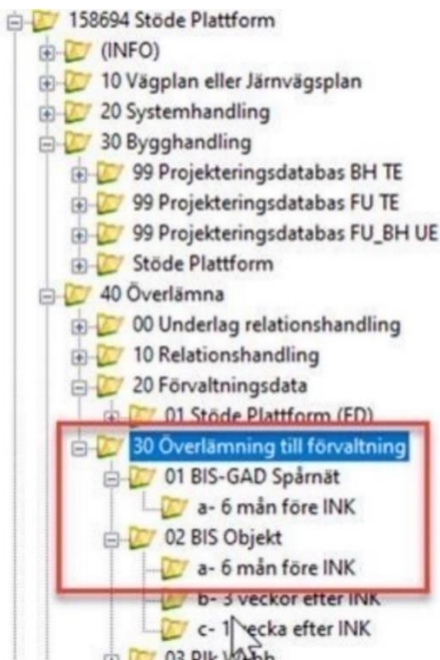 158694 Stöde Plattform
(INFO)
10 Vägplan eller Järnvägsplan
20 Systemhandling
30 Bygghandling
99 Projekteringsdatabas BH TE
99 Projekteringsdatabas FU TE
99 Projekteringsdatabas FU_BH UE
Stöde Plattform
40 Överlämna
00 Underlag relationshandling
10 Relationshandling
20 Förvaltningsdata
01 Stöde Plattform (FD)
30 Överlämning till förvaltning
01 BIS-GAD Spårnät
a- 6 mån före INK
02 BIS Objekt
a- 6 mån före INK
b- 3 veckor efter INK
c- 1 vecka efter INK
03